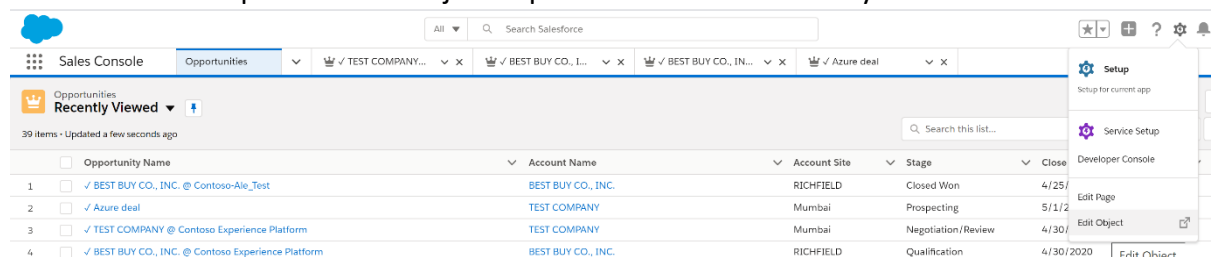 All Search Salesforce
Sales Console Opportunities √ TEST COMPANY... √ BEST BUY CO., I... √ BEST BUY CO., IN... √ Azure deal
Setup
Setup for current app
Opportunities
Recently Viewed
39 items • Updated a few seconds ago
Search this list...
Service Setup
Developer Console
Opportunity Name Account Name Account Site Stage Close
1 √ BEST BUY CO., INC. @ Contoso-Ale_Test BEST BUY CO., INC. RICHFIELD Closed Won 4/25/
2 √ Azure deal TEST COMPANY Mumbai Prospecting 5/1/2
Edit Page
3 √ TEST COMPANY @ Contoso Experience Platform TEST COMPANY Mumbai Negotiation/Review 4/30/
Edit Object
4 √ BEST BUY CO., INC. @ Contoso Experience Platform BEST BUY CO., INC. RICHFIELD Qualification 4/30/2020
Edit Object